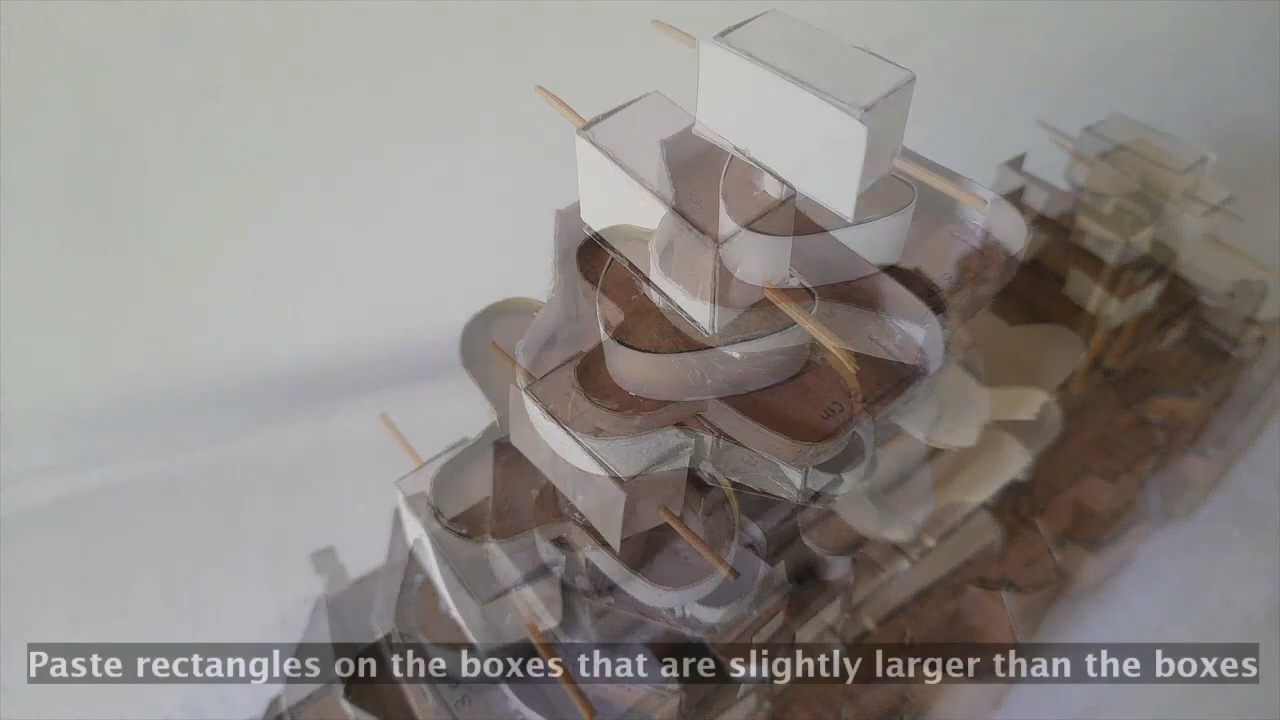 Paste rectangles on the boxes that are slightly larger than the boxes